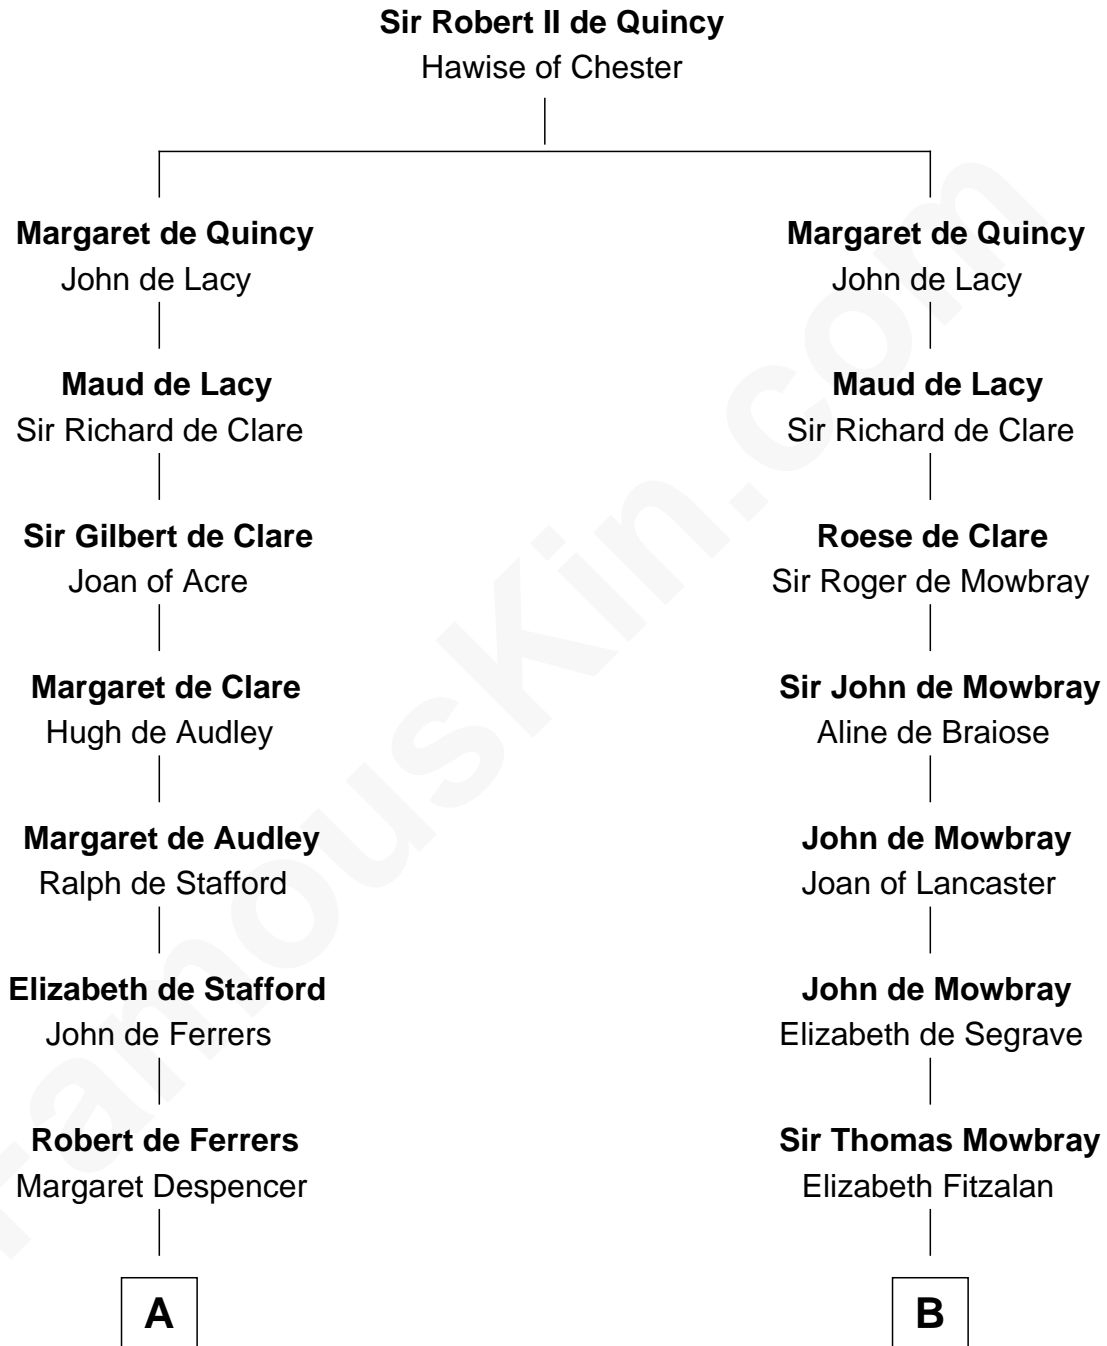 Sir Robert II de Quincy
Hawise of Chester
Margaret de Quincy
John de Lacy
Margaret de Quincy
John de Lacy
Maud de Lacy
Sir Richard de Clare
Maud de Lacy
Sir Richard de Clare
Sir Gilbert de Clare
Joan of Acre
Roese de Clare
Sir Roger de Mowbray
Margaret de Clare
Hugh de Audley
Sir John de Mowbray
Aline de Braiose
Margaret de Audley
Ralph de Stafford
John de Mowbray
Joan of Lancaster
Elizabeth de Stafford
John de Ferrers
John de Mowbray
Elizabeth de Segrave
Robert de Ferrers
Margaret Despencer
Sir Thomas Mowbray
Elizabeth Fitzalan
A
B
FamousKin.com